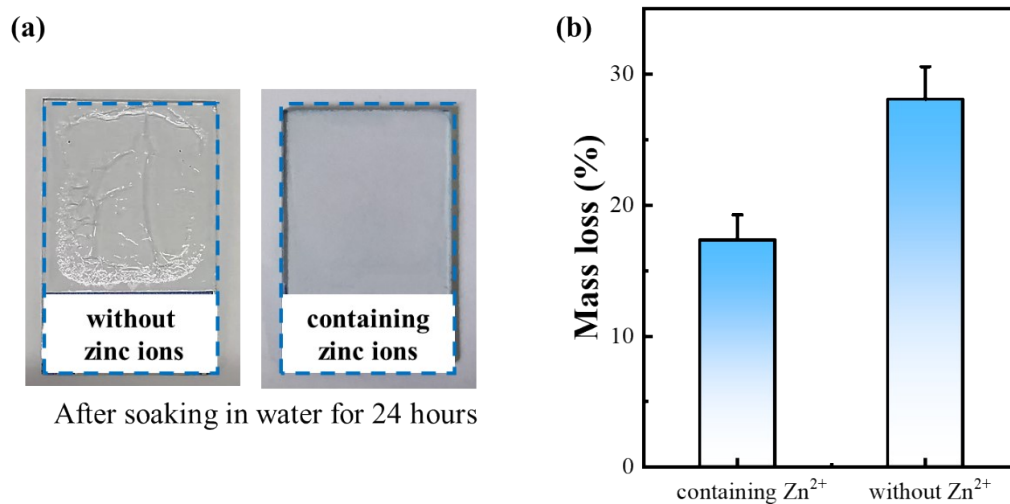 (a)
without
zinc ions
containing
zinc ions
After soaking in water for 24 hours
(b)
Mass loss (%)
30
20
10
0
containing Zn²⁺
without Zn²⁺